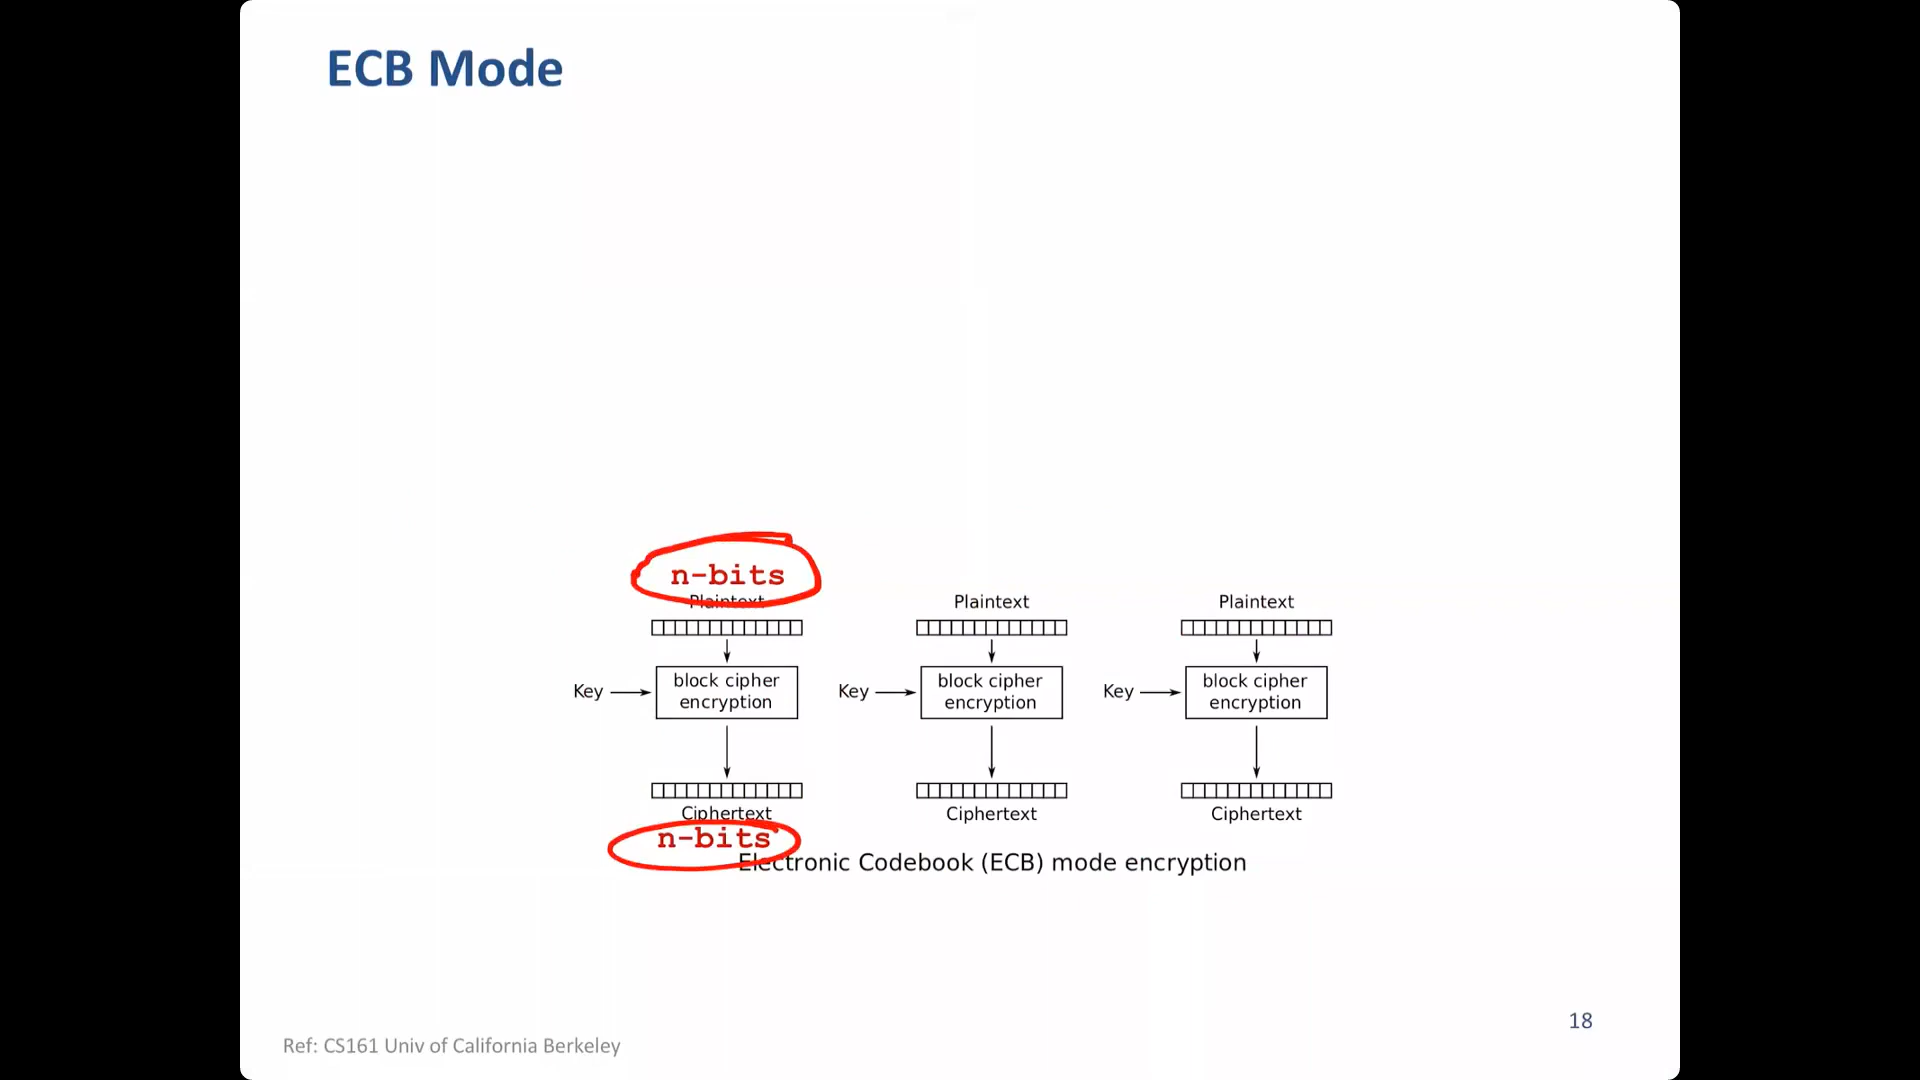 ECB Mode
n-bits
Plaintext Plaintext Plaintext
Key block cipher encryption Key block cipher encryption Key block cipher encryption
Ciphertext Ciphertext Ciphertext
n-bits
Electronic Codebook (ECB) mode encryption
18
Ref: CS161 Univ of California Berkeley